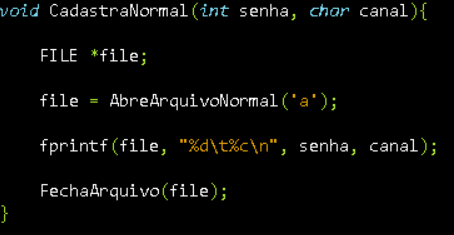 void CadastraNormal(int senha, char canal){
FILE *file;
file = AbreArquivoNormal('a');
fprintf(file, "%d\t%c\n", senha, canal);
FechaArquivo(file);
}